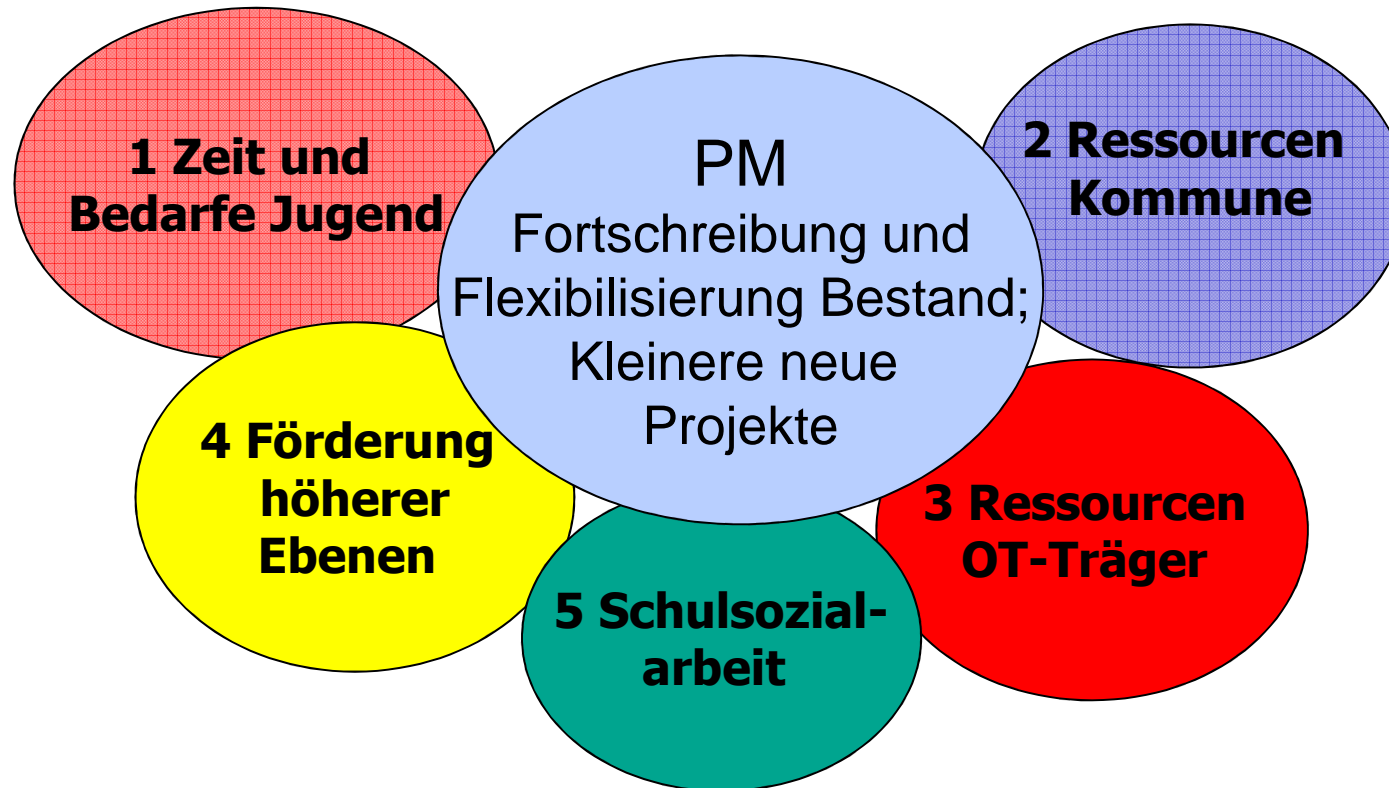 1 Zeit und
Bedarfe Jugend
PM
Fortschreibung und
Flexibilisierung Bestand;
Kleinere neue
Projekte
2 Ressourcen
Kommune
4 Förderung
höherer
Ebenen
3 Ressourcen
OT-Träger
5 Schulsozial-
arbeit